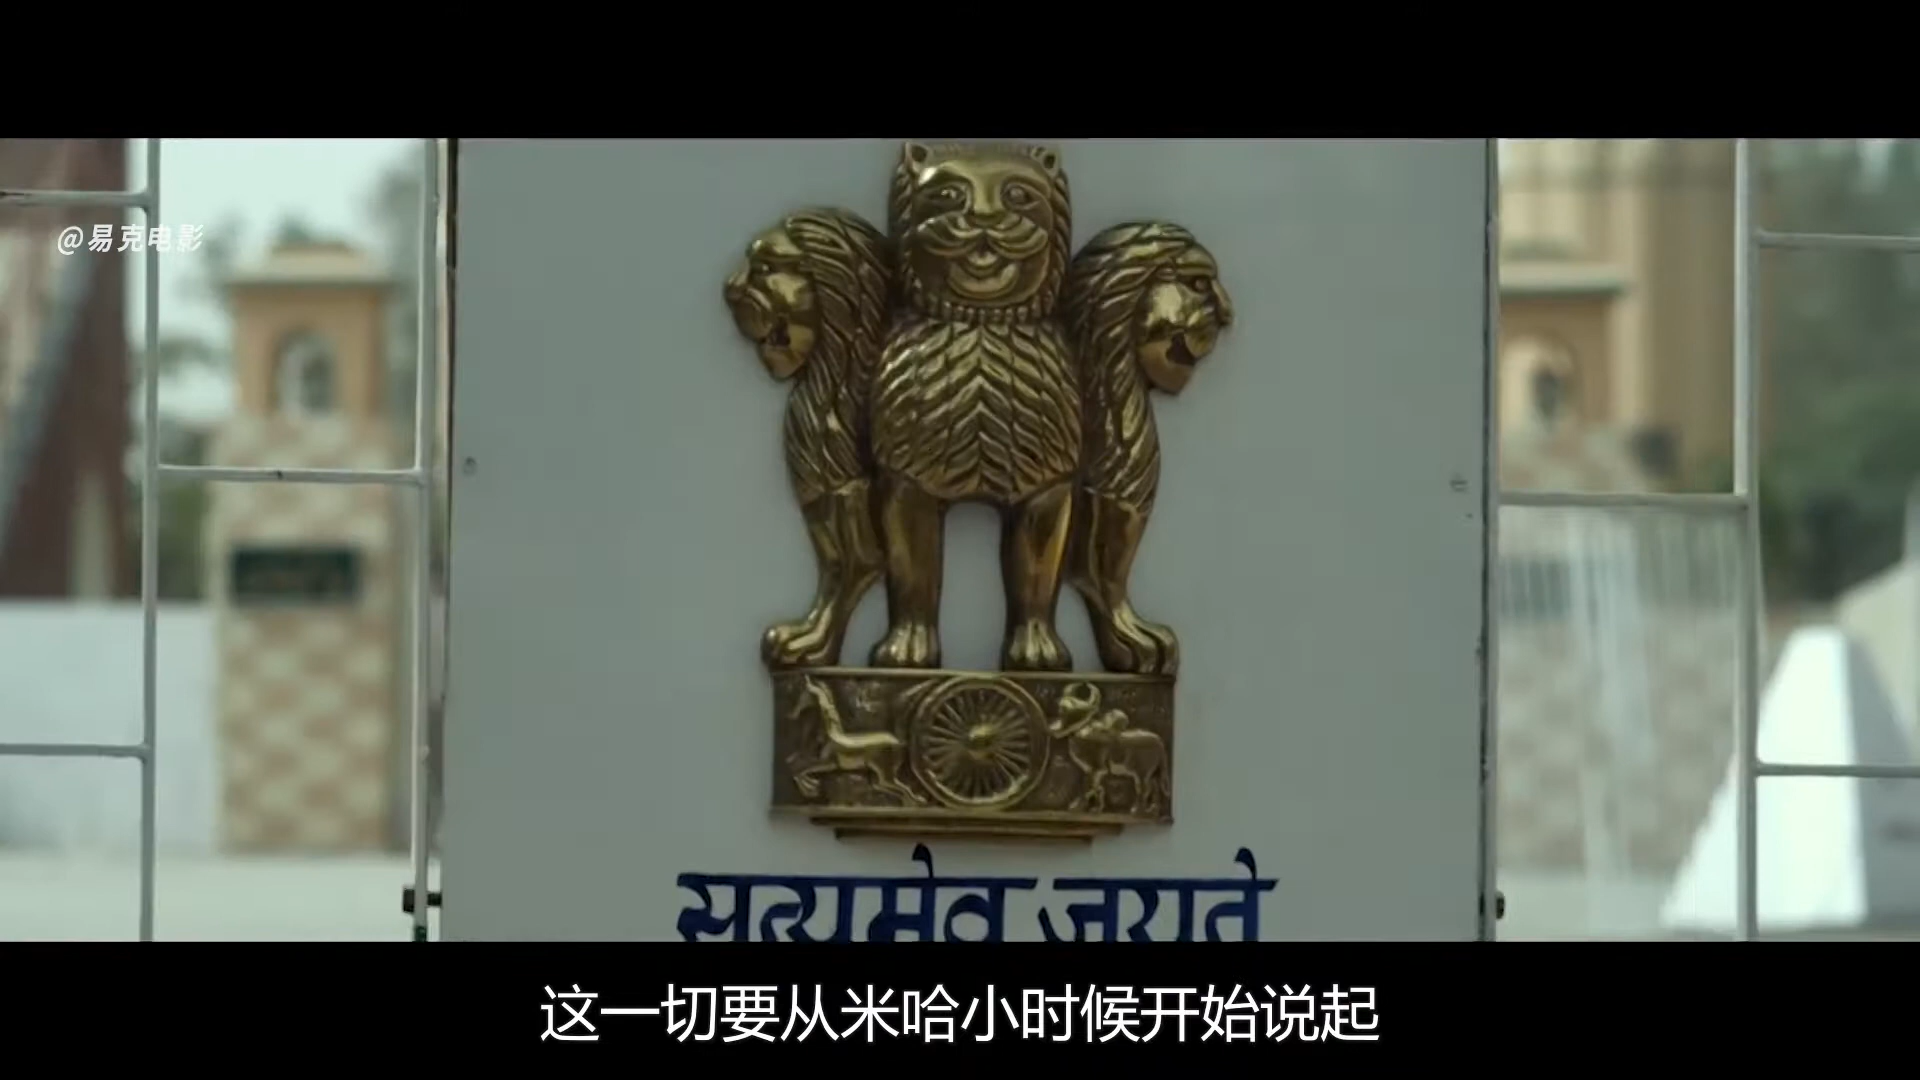 @易克电影
सत्यमेव जयते
这一切要从米哈小时候开始说起